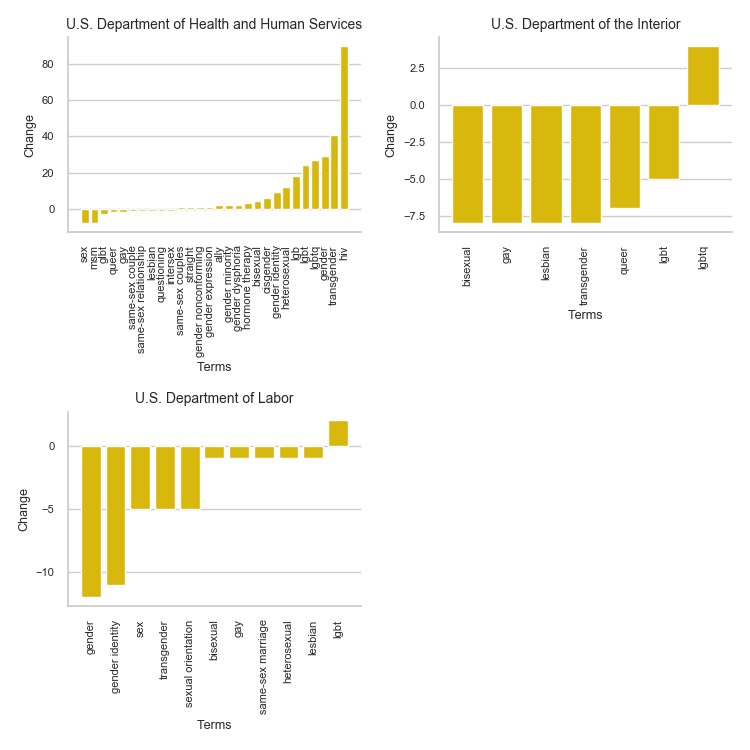 U.S. Department of Health and Human Services
Change
80
60
40
20
0
sex
msm
glbt
queer
gay
same-sex couple
same-sex relationship
lesbian
questioning
intersex
same-sex couples
straight
gender nonconforming
gender expression
ally
gender minority
gender dysphoria
hormone therapy
bisexual
cisgender
gender identity
heterosexual
lgb
lgbt
lgbtq
gender
transgender
hiv
Terms
U.S. Department of the Interior
Change
2.5
0.0
−2.5
−5.0
−7.5
bisexual
gay
lesbian
transgender
queer
lgbt
lgbtq
Terms
U.S. Department of Labor
Change
0
−5
−10
gender
gender identity
sex
transgender
sexual orientation
bisexual
gay
same-sex marriage
heterosexual
lesbian
lgbt
Terms